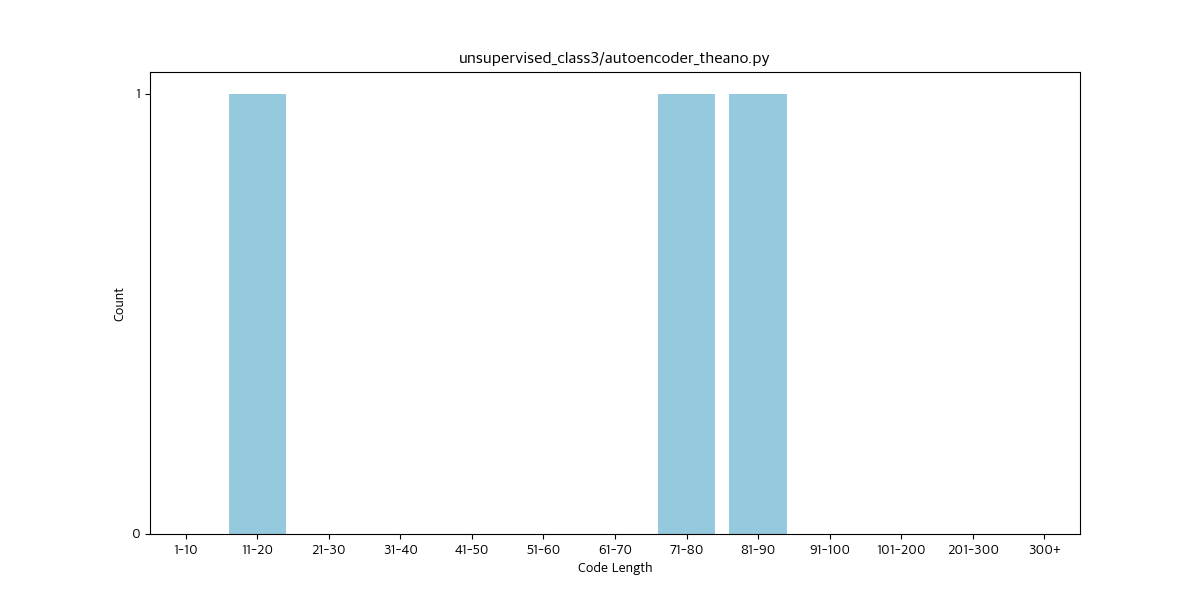 unsupervised_class3/autoencoder_theano.py
1
Count
0
1-10 11-20 21-30 31-40 41-50 51-60 61-70 71-80 81-90 91-100 101-200 201-300 300+
Code Length